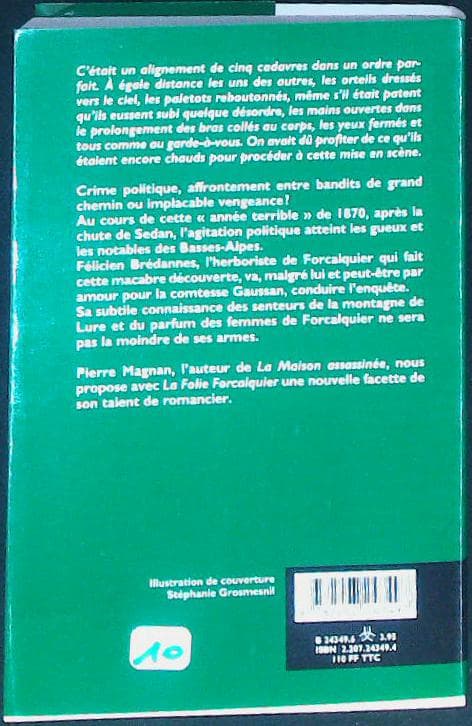 C'était un alignement de cinq cadavres dans un ordre par-
fait. À égale distance les uns des autres, les orteils dressés
vers le ciel, les paletots reboutonnés, même s'il était patent
qu'ils eussent subi quelque désordre, les mains ouvertes dans
le prolongement des bras collés au corps, les yeux fermés et
tous comme au garde-à-vous. On avait dû profiter de ce qu'ils
étaient encore chauds pour procéder à cette mise en scène.
Crime politique, affrontement entre bandits de grand
chemin ou implacable vengeance?
Au cours de cette « année terrible » de 1870, après la
chute de Sedan, l'agitation politique atteint les gueux et
les notables des Basses-Alpes.
Félicien Brédannes, l'herboriste de Forcalquier qui fait
cette macabre découverte, va, malgré lui et peut-être par
amour pour la comtesse Gaussan, conduire l'enquête.
Sa subtile connaissance des senteurs de la montagne de
Lure et du parfum des femmes de Forcalquier ne sera
pas la moindre de ses armes.
Pierre Magnan, l'auteur de La Maison assassinée, nous
propose avec La Folie Forcalquier une nouvelle facette de
son talent de romancier.
Illustration de couverture
Stéphanie Grosmesnil
10
B 24349.6 3.95
ISBN 2.207.24349.4
110 FF TTC